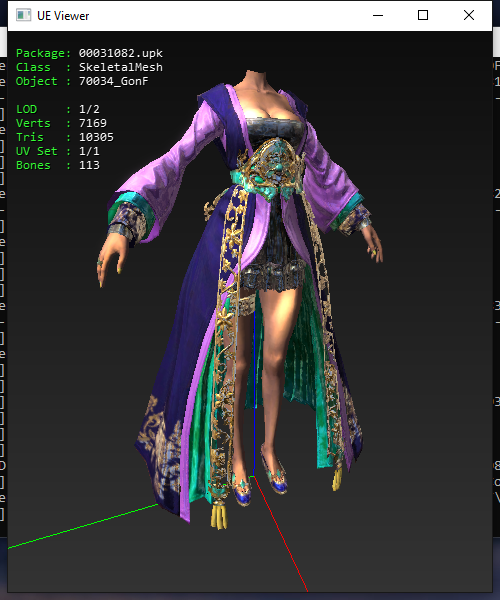 UE Viewer
Package: 00031082.upk
Class  : SkeletalMesh
Object : 70034_GonF
LOD    : 1/2
Verts  : 7169
Tris   : 10305
UV Set : 1/1
Bones  : 113